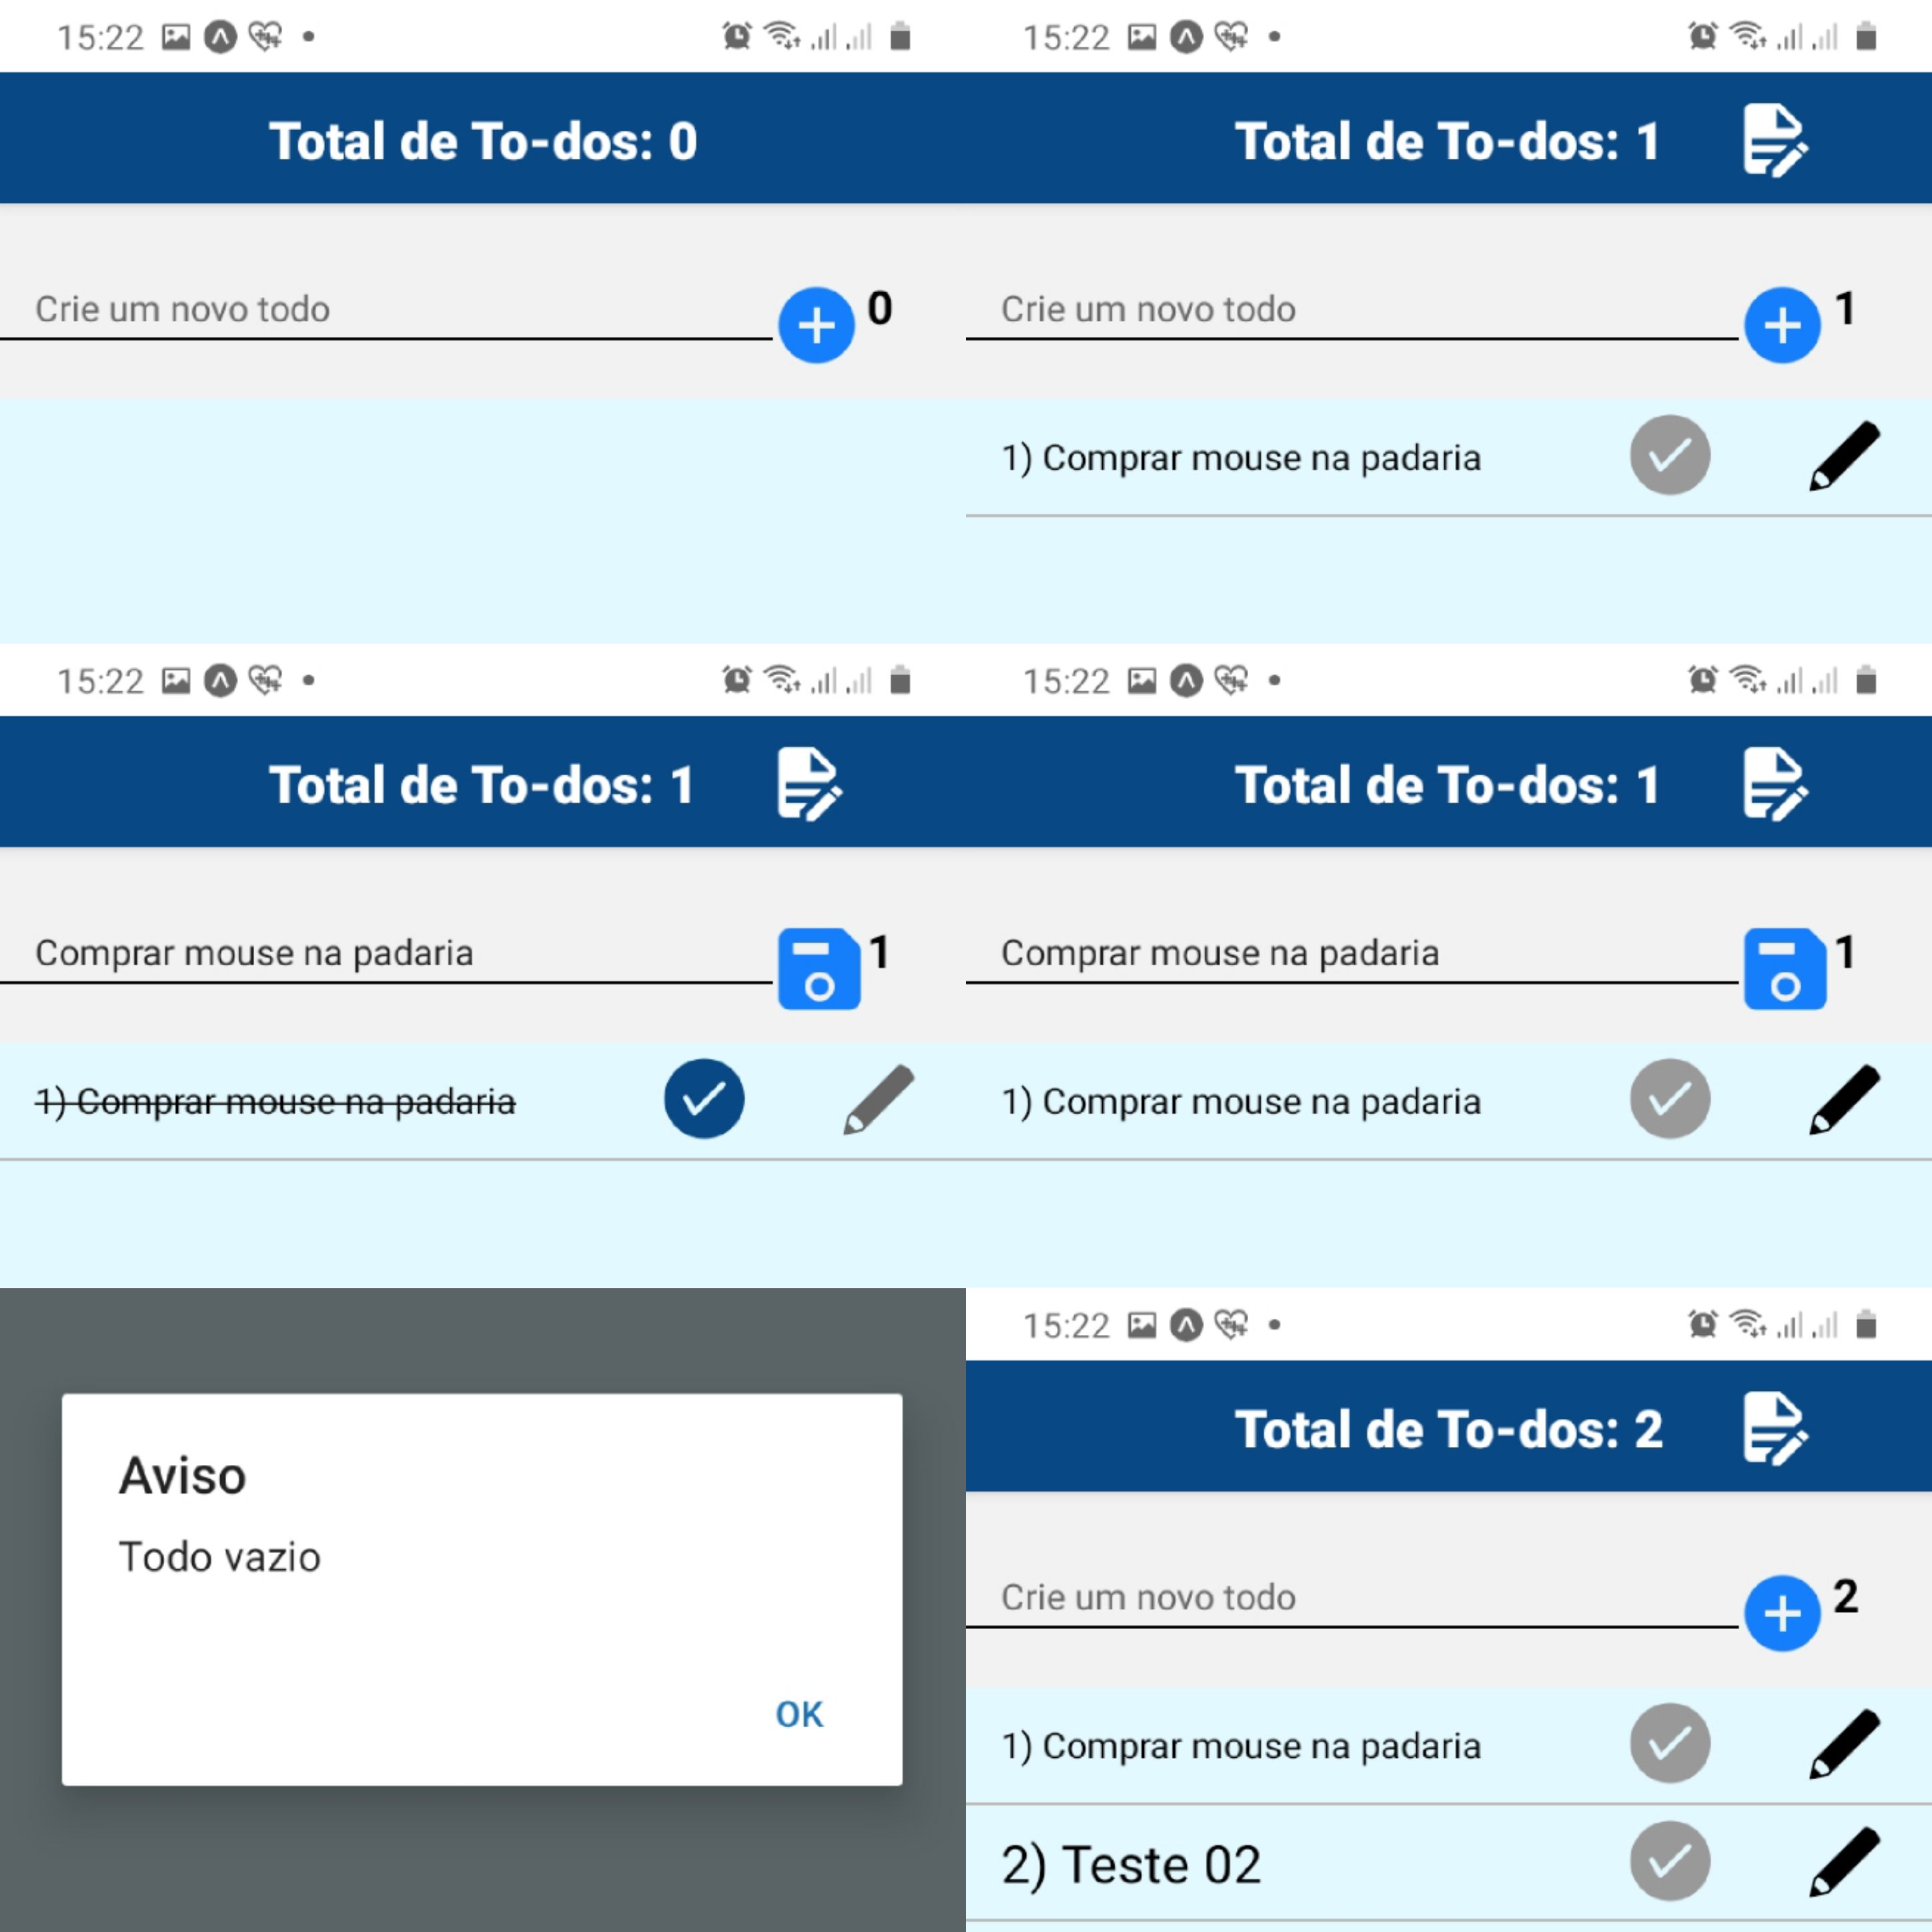 15:22
Total de To-dos: 0
Crie um novo todo
0
15:22
Total de To-dos: 1
Crie um novo todo
1
1) Comprar mouse na padaria
15:22
Total de To-dos: 1
Comprar mouse na padaria
1
1) Comprar mouse na padaria
15:22
Total de To-dos: 1
Comprar mouse na padaria
1
1) Comprar mouse na padaria
Aviso
Todo vazio
OK
15:22
Total de To-dos: 2
Crie um novo todo
2
1) Comprar mouse na padaria
2) Teste 02